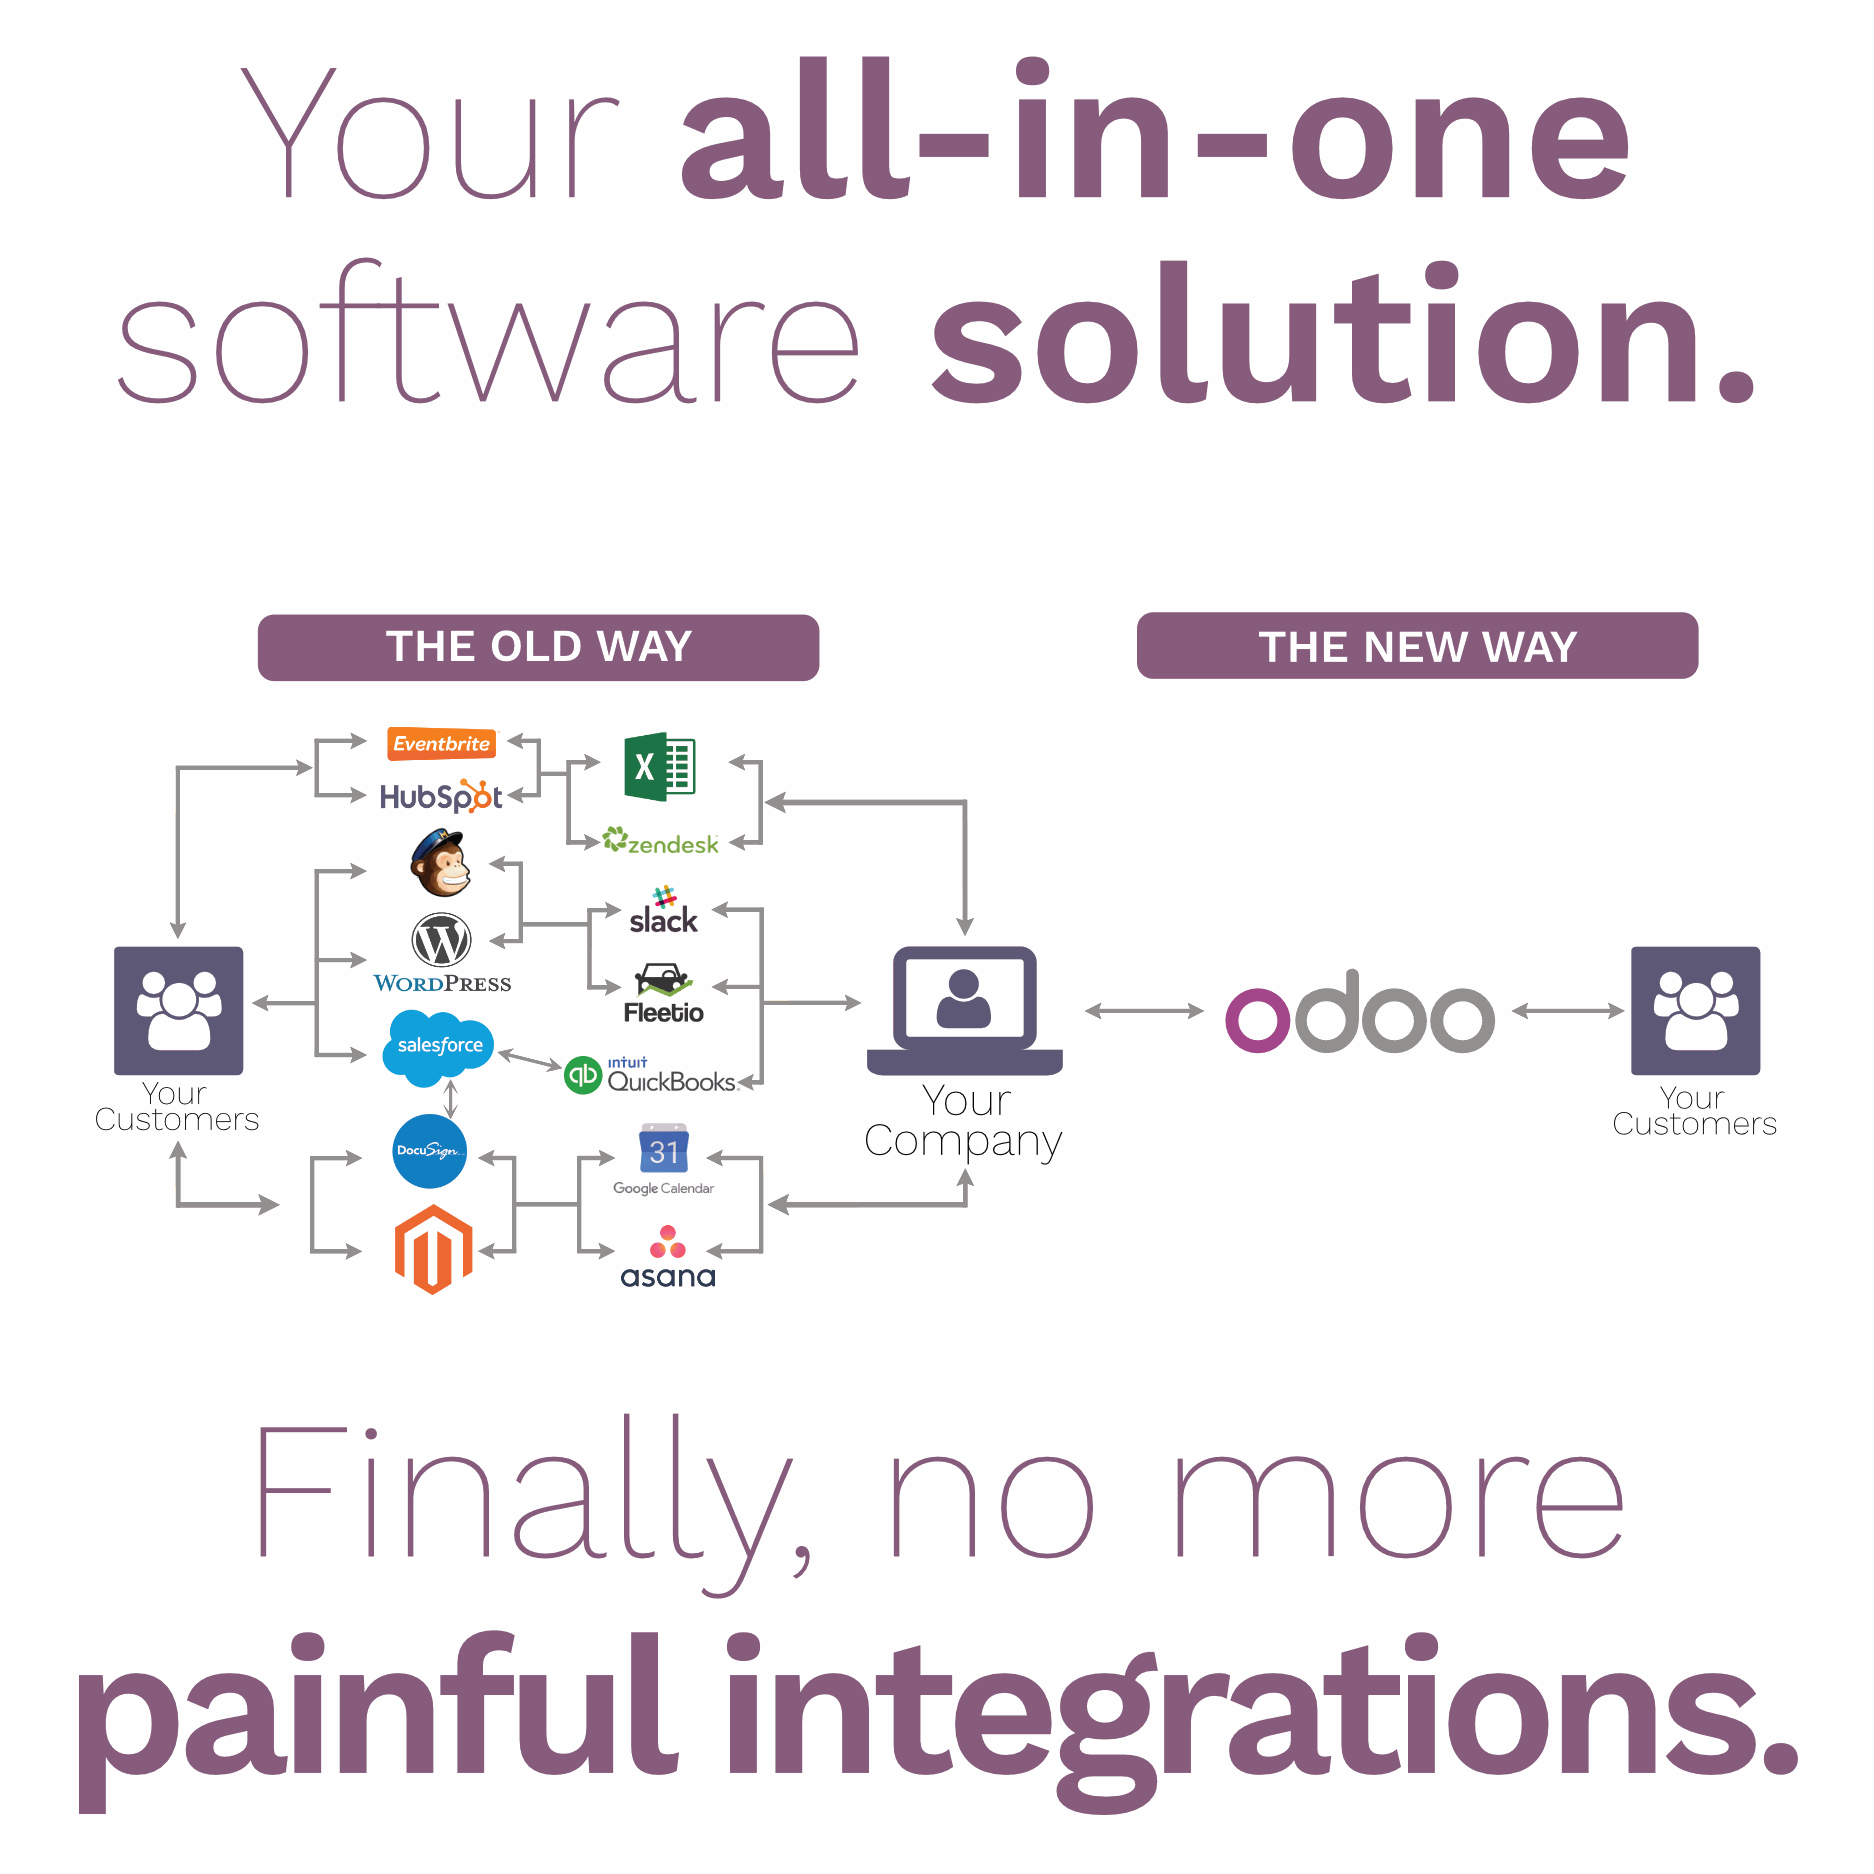 Your all-in-one
software solution.
THE OLD WAY
THE NEW WAY
Eventbrite
HubSpot
X
zendesk
M
slack
W
WORDPRESS
Fleetio
salesforce
qb
intuit
QuickBooks.
Your
Customers
Your
Company
odoo
Your
Customers
DocuSign
31
Google Calendar
asana
Finally, no more
painful integrations.